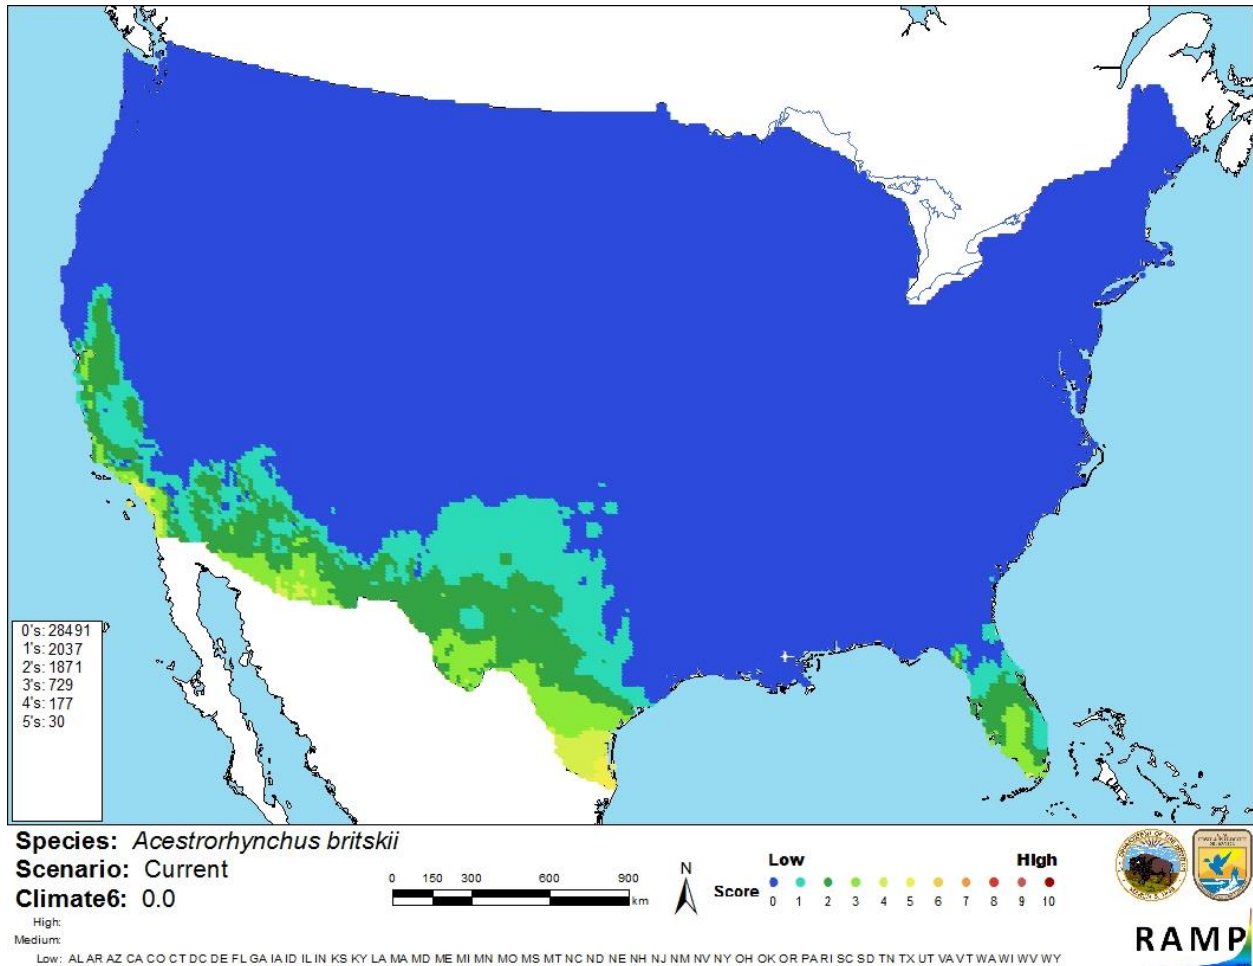 0's: 28491
1's: 2037
2's: 1871
3's: 729
4's: 177
5's: 30
Species: Acestrorhynchus britskii
Scenario: Current
Climate6: 0.0
High:
Medium:
Low: AL AR AZ CA CO CT DC DE FL GA IA ID IL IN KS KY LA MA MD ME MI MN MO MS MT NC ND NE NH NJ NM NV NY OH OK OR PA RI SC SD TN TX UT VA VT WA WI WV WY
0 150 300 600 900
km
N
Low High
Score
0 1 2 3 4 5 6 7 8 9 10
RAMP